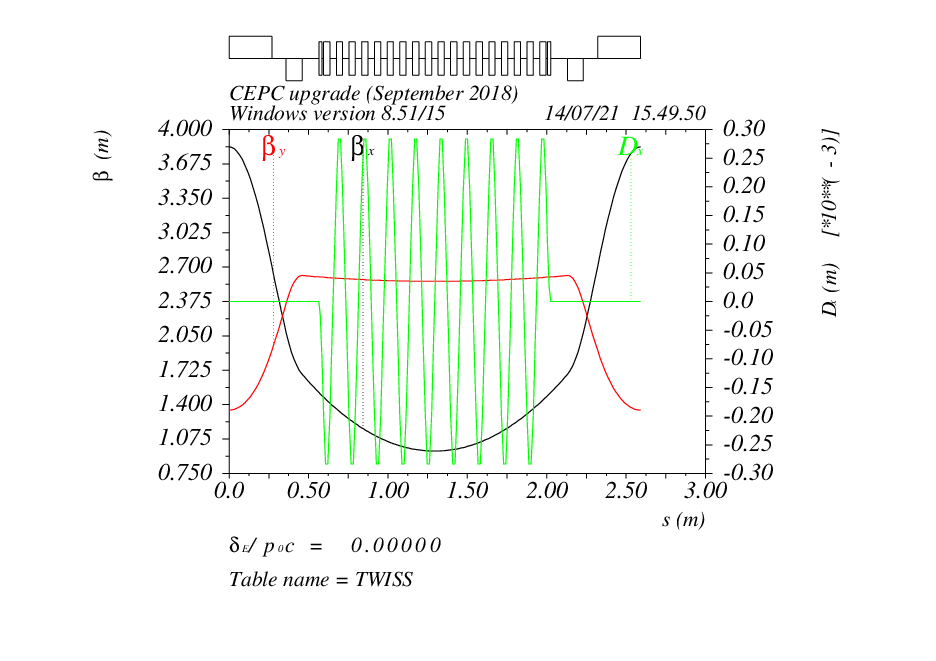 CEPC upgrade (September 2018)
Windows version 8.51/15 14/07/21 15.49.50
β (m)
4.000
3.675
3.350
3.025
2.700
2.375
2.050
1.725
1.400
1.075
0.750
β y
β x
D x
0.30
0.25
0.20
0.15
0.10
0.05
0.0
-0.05
-0.10
-0.15
-0.20
-0.25
-0.30
Dx (m) [*10**( - 3)]
0.0 0.50 1.00 1.50 2.00 2.50 3.00
s (m)
δE/ p0c = 0.00000
Table name = TWISS